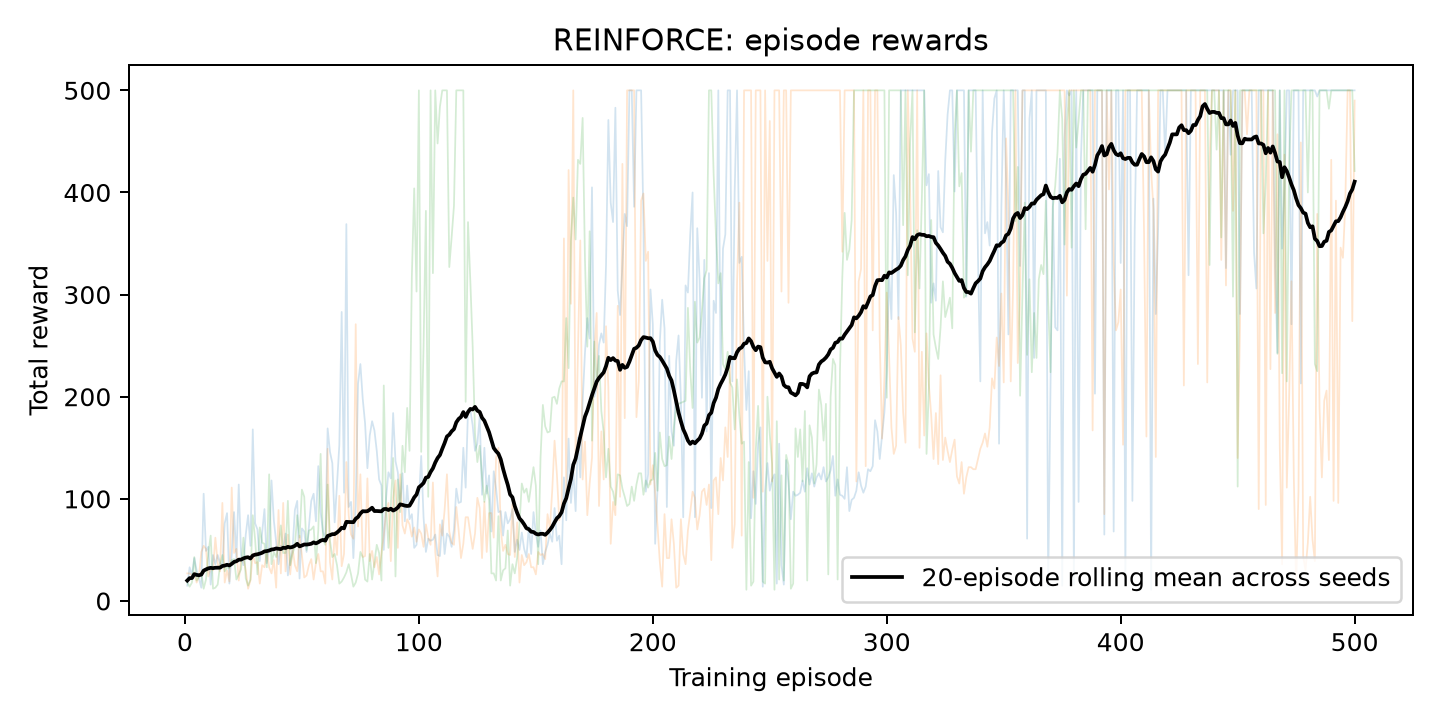 REINFORCE: episode rewards
500
400
300
200
100
0
Total reward
20-episode rolling mean across seeds
0 100 200 300 400 500
Training episode